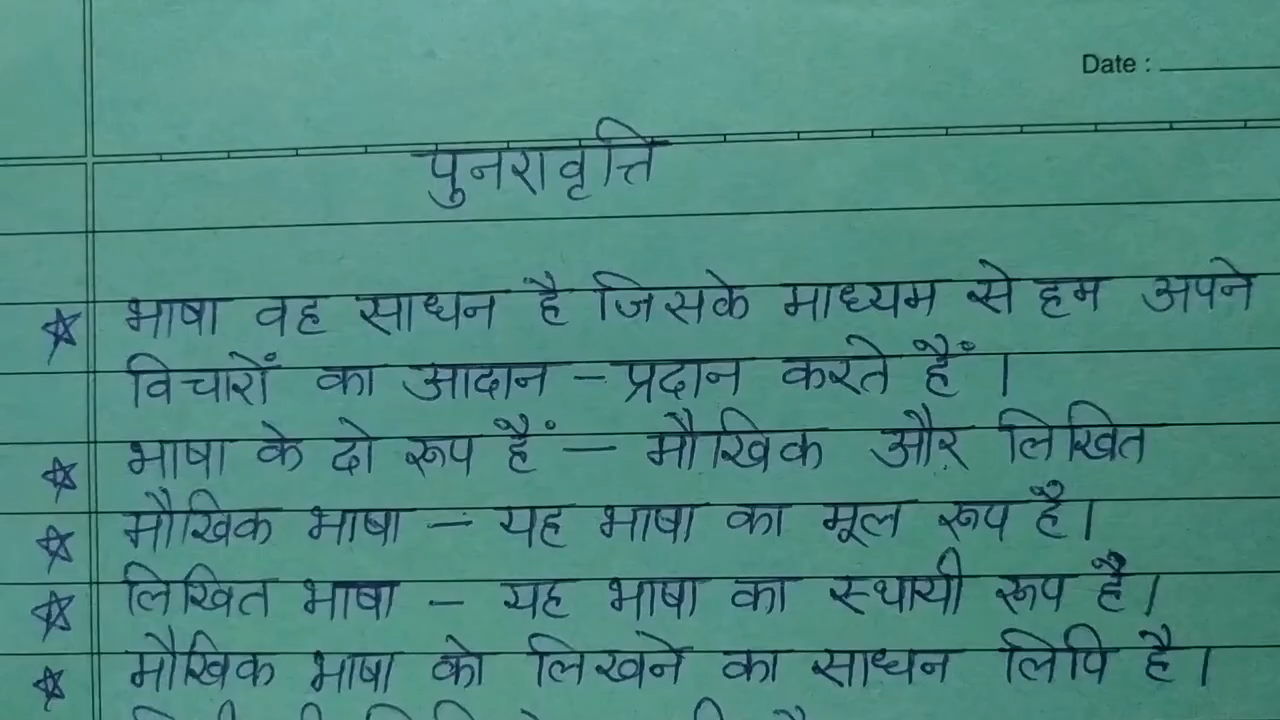 Date :
पुनरावृत्ति
भाषा वह साधन है जिसके माध्यम से हम अपने
विचारों का आदान - प्रदान करते हैं ।
भाषा के दो रूप हैं — मौखिक और लिखित
मौखिक भाषा — यह भाषा का मूल रूप है।
लिखित भाषा — यह भाषा का स्थायी रूप है।
मौखिक भाषा को लिखने का साधन लिपि है।